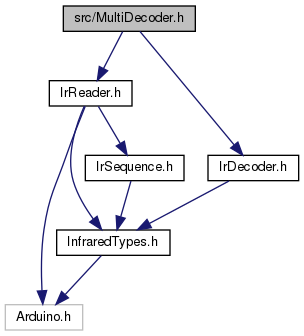 src/MultiDecoder.h
IrReader.h
IrSequence.h
IrDecoder.h
InfraredTypes.h
Arduino.h